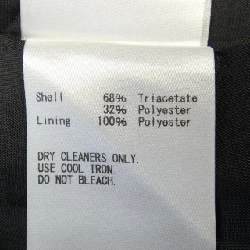 Shell 68% Triacetate
32% Polyester
Lining 100% Polyester
DRY CLEANERS ONLY.
USE COOL IRON.
DO NOT BLEACH.